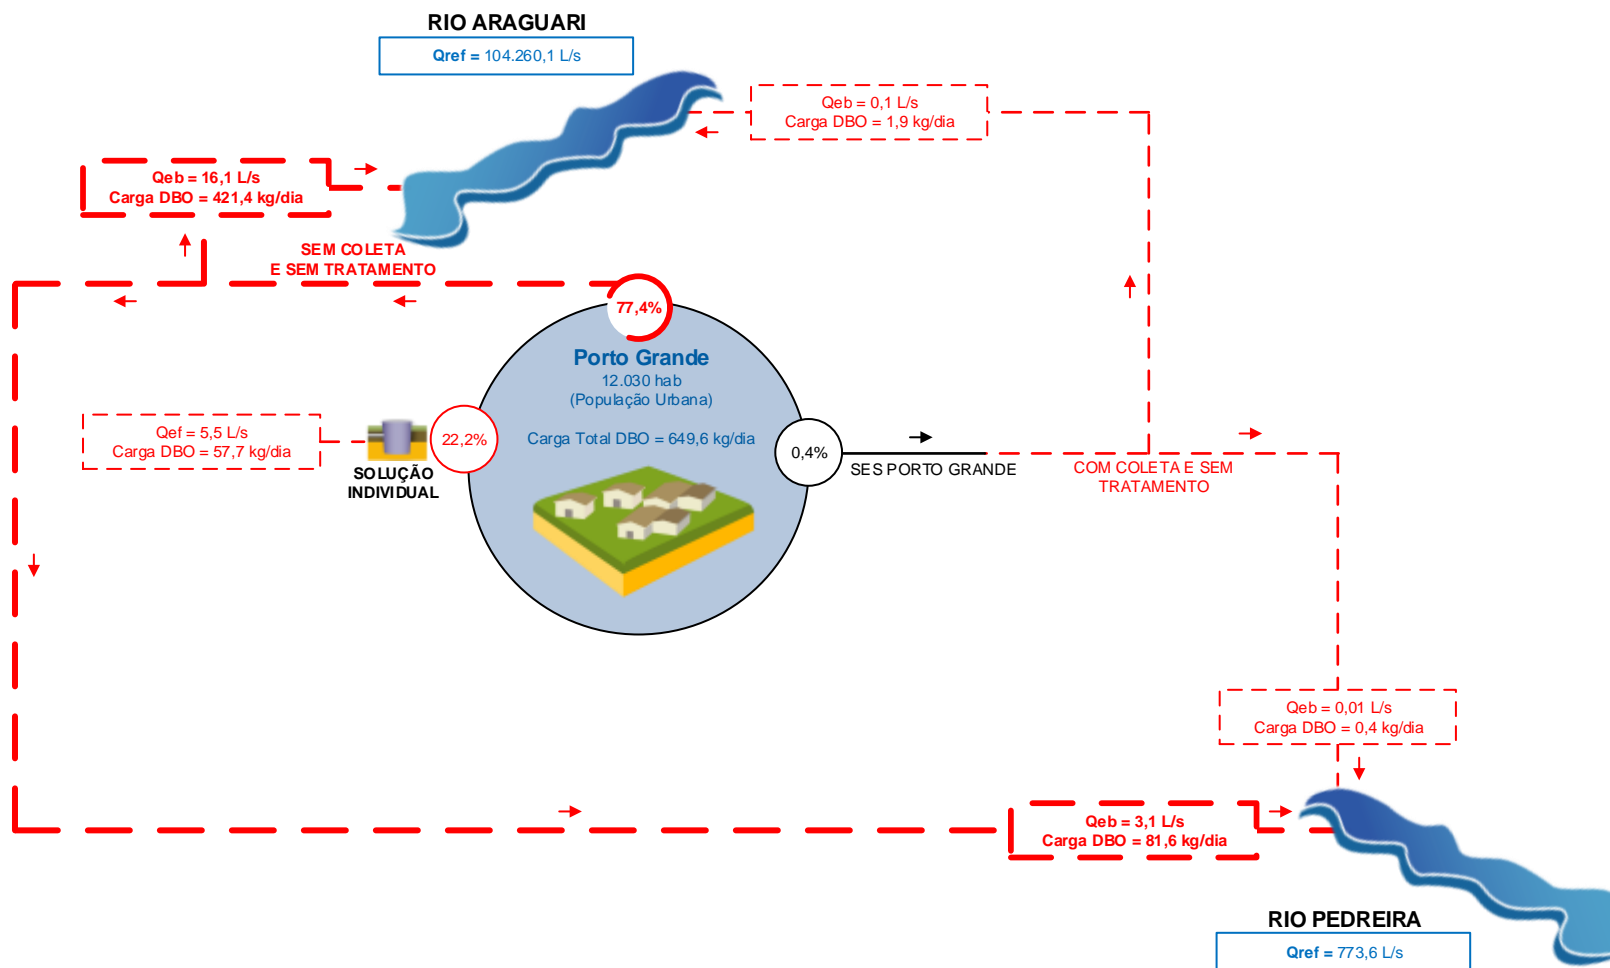 RIO ARAGUARI
Qref = 104.260,1 L/s
Qeb = 0,1 L/s
Carga DBO = 1,9 kg/dia
Qeb = 16,1 L/s
Carga DBO = 421,4 kg/dia
SEM COLETA
E SEM TRATAMENTO
77,4%
Porto Grande
12.030 hab
(População Urbana)
Carga Total DBO = 649,6 kg/dia
Qef = 5,5 L/s
Carga DBO = 57,7 kg/dia
22,2%
SOLUÇÃO
INDIVIDUAL
0,4%
SES PORTO GRANDE
COM COLETA E SEM
TRATAMENTO
Qeb = 0,01 L/s
Carga DBO = 0,4 kg/dia
Qeb = 3,1 L/s
Carga DBO = 81,6 kg/dia
RIO PEDREIRA
Qref = 773,6 L/s